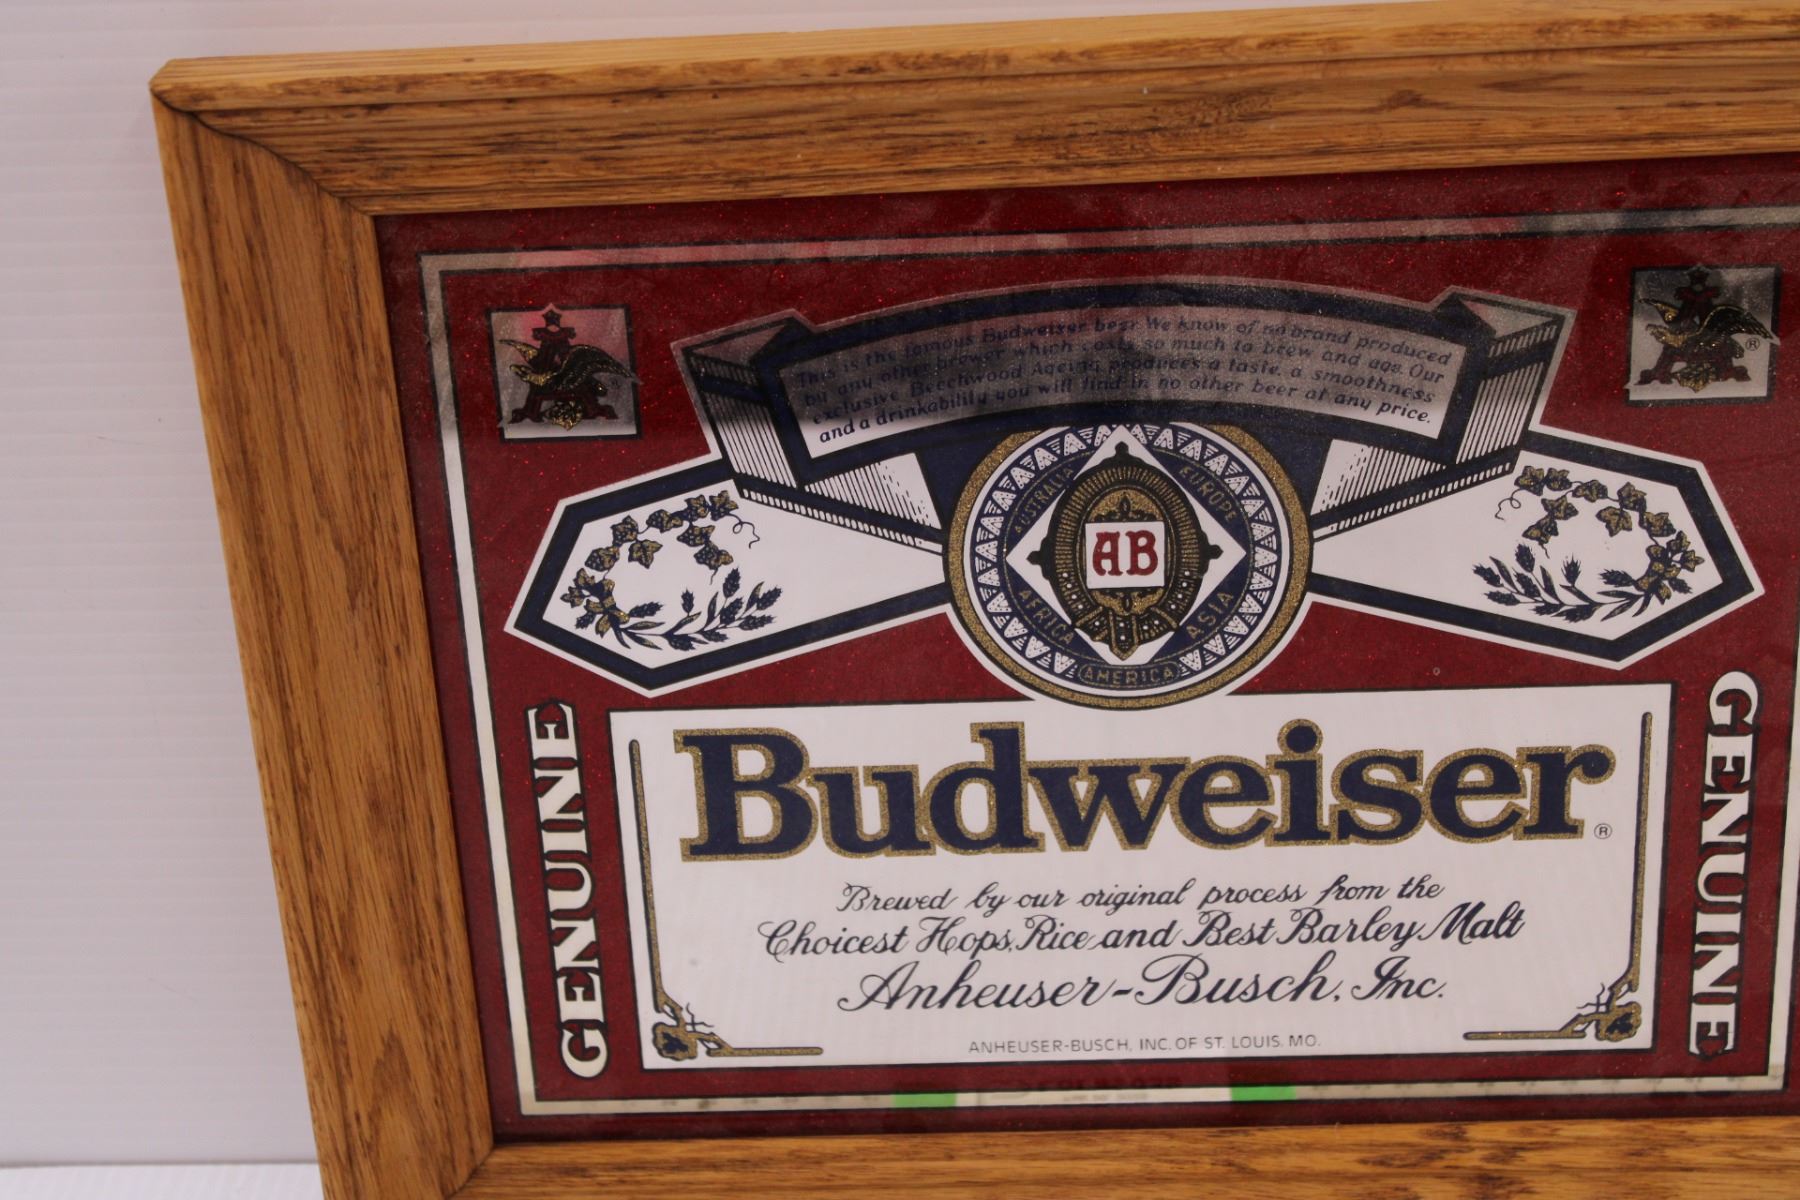 This is the famous Budweiser beer. We know of no brand produced
by any other brewer which costs so much to brew and age. Our
exclusive Beechwood Ageing produces a taste, a smoothness
and a drinkability you will find in no other beer at any price.
®
®
AUSTRALIA
EUROPE
AB
AFRICA
ASIA
AMERICA
GENUINE
GENUINE
Budweiser®
Brewed by our original process from the
Choicest Hops, Rice and Best Barley Malt
Anheuser-Busch, Inc.
ANHEUSER-BUSCH, INC. OF ST. LOUIS. MO.